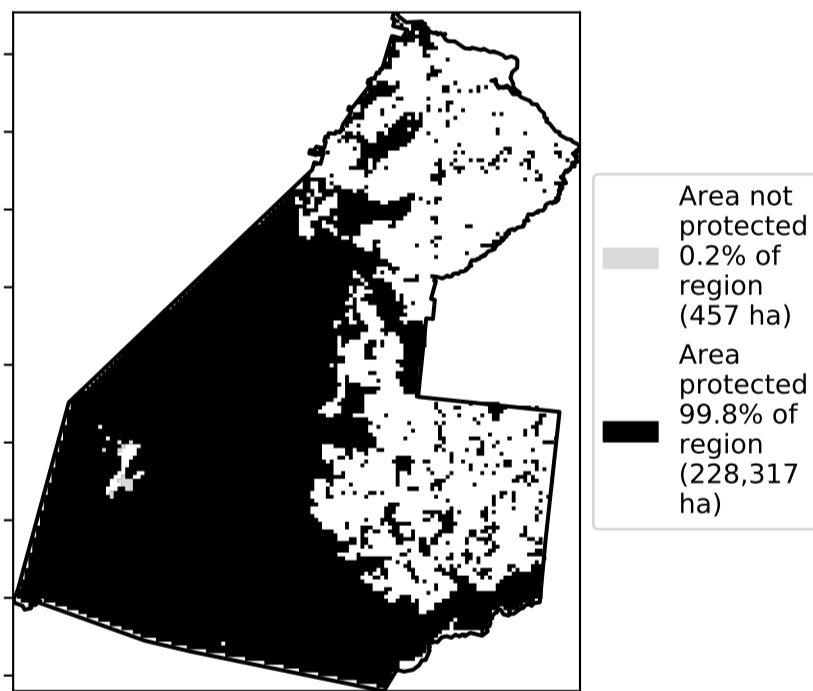 Area not
protected
0.2% of
region
(457 ha)
Area
protected
99.8% of
region
(228,317
ha)